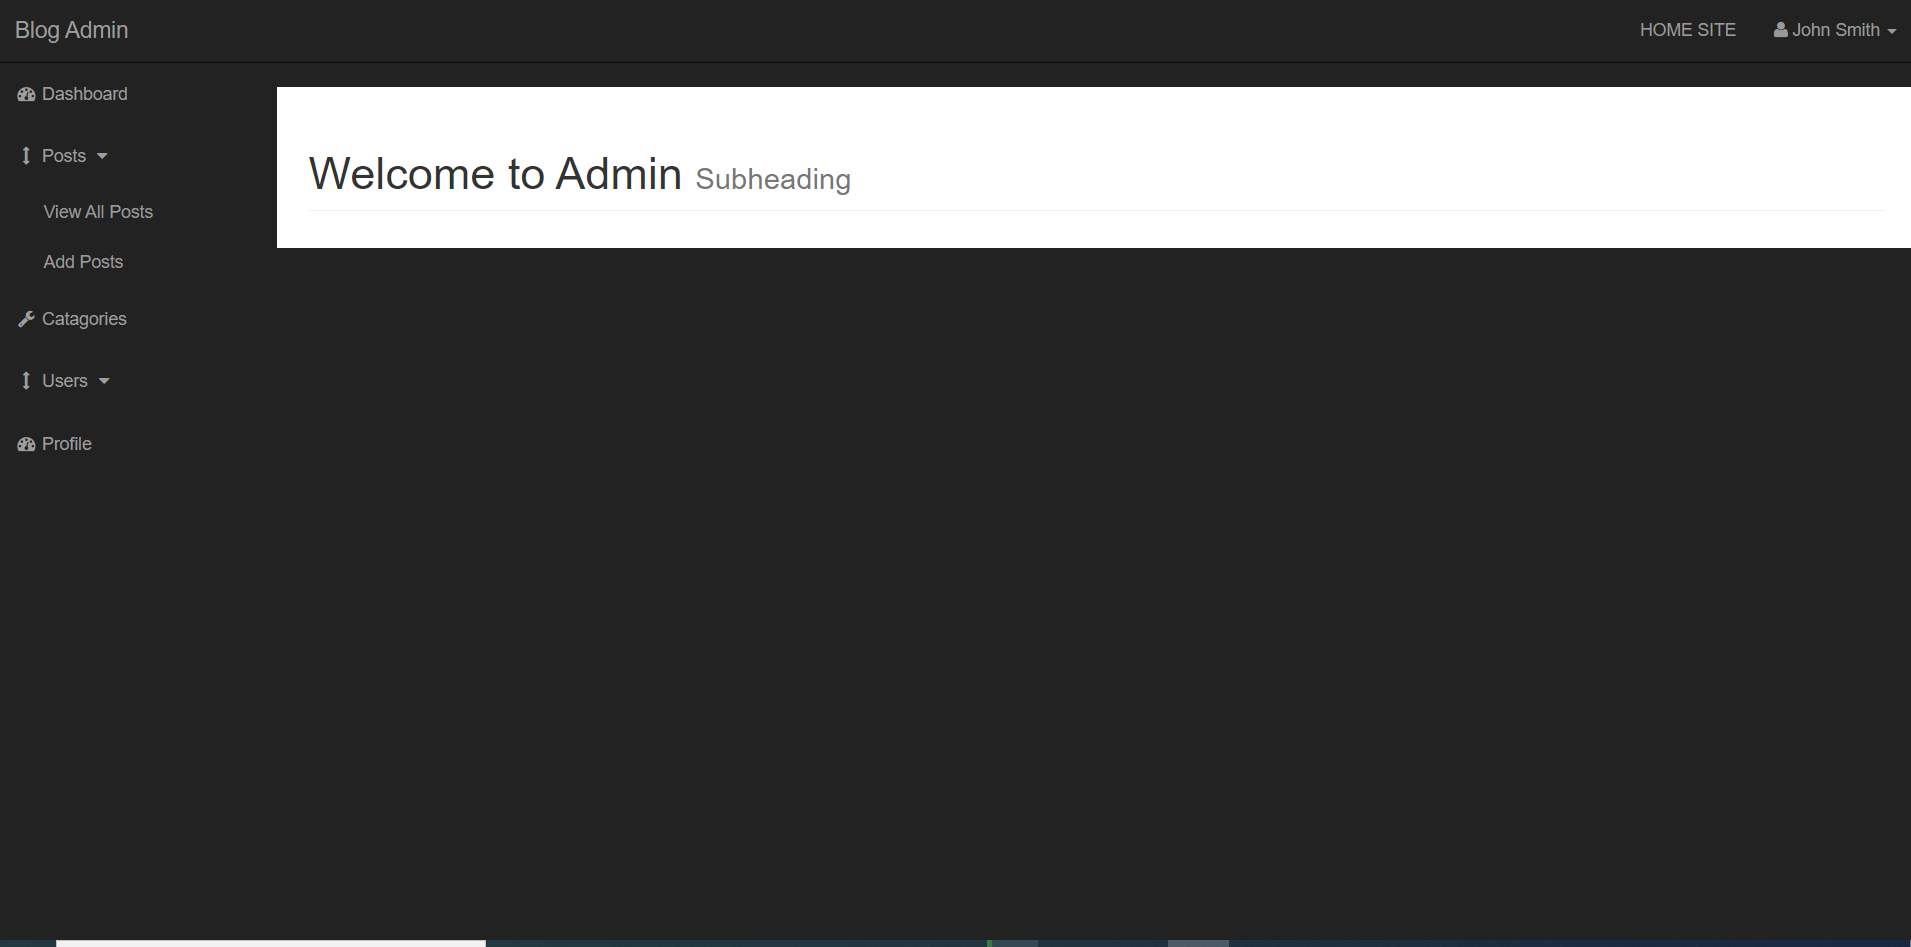 Blog Admin
HOME SITE
John Smith
Dashboard
Posts
View All Posts
Add Posts
Catagories
Users
Profile
Welcome to Admin Subheading